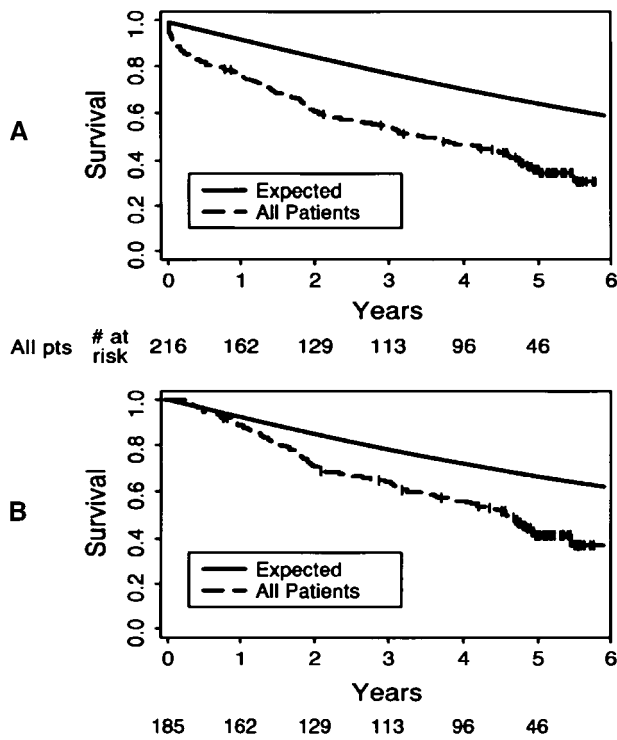 A
Survival
1.0
0.8
0.6
0.4
0.2
0.0
Expected
All Patients
0 1 2 3 4 5 6
Years
All pts # at risk 216 162 129 113 96 46
B
Survival
1.0
0.8
0.6
0.4
0.2
0.0
Expected
All Patients
0 1 2 3 4 5 6
Years
185 162 129 113 96 46